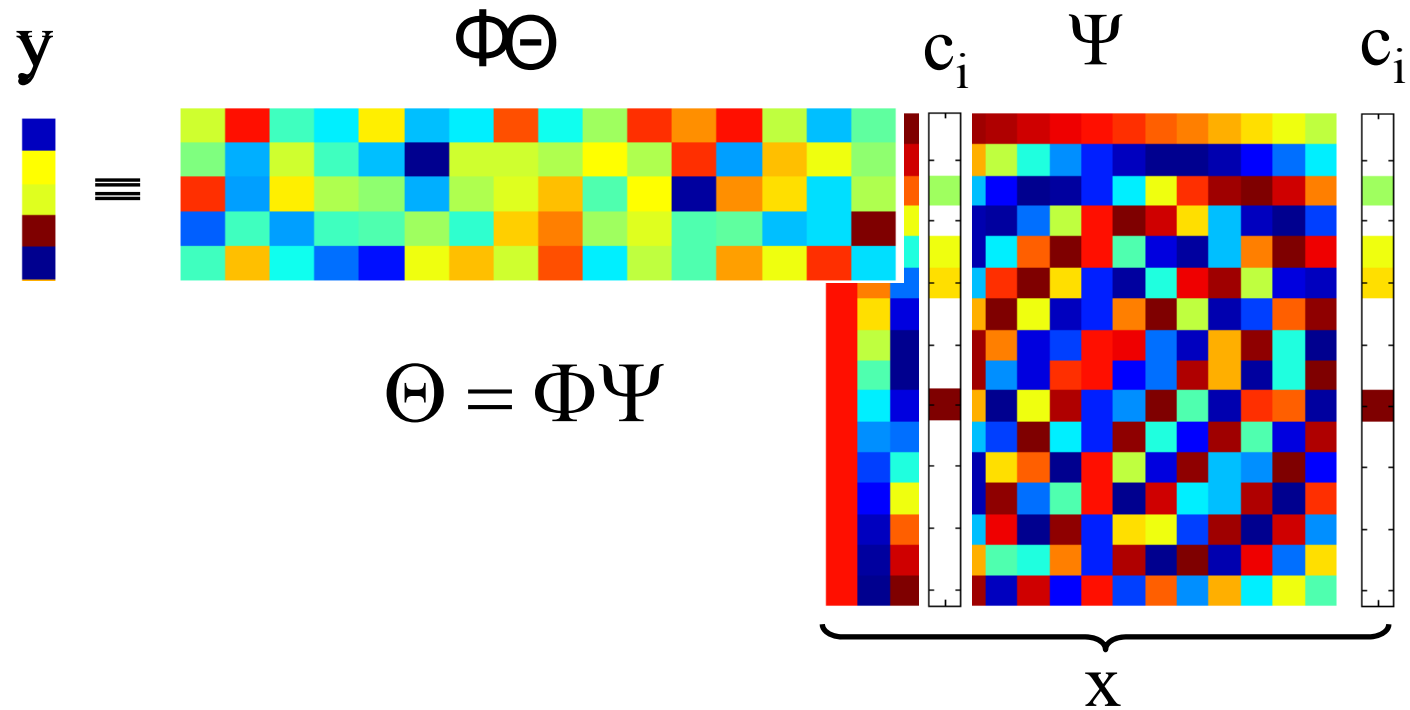 y ΦΘ c_i Ψ c_i
=
Θ = ΦΨ
x